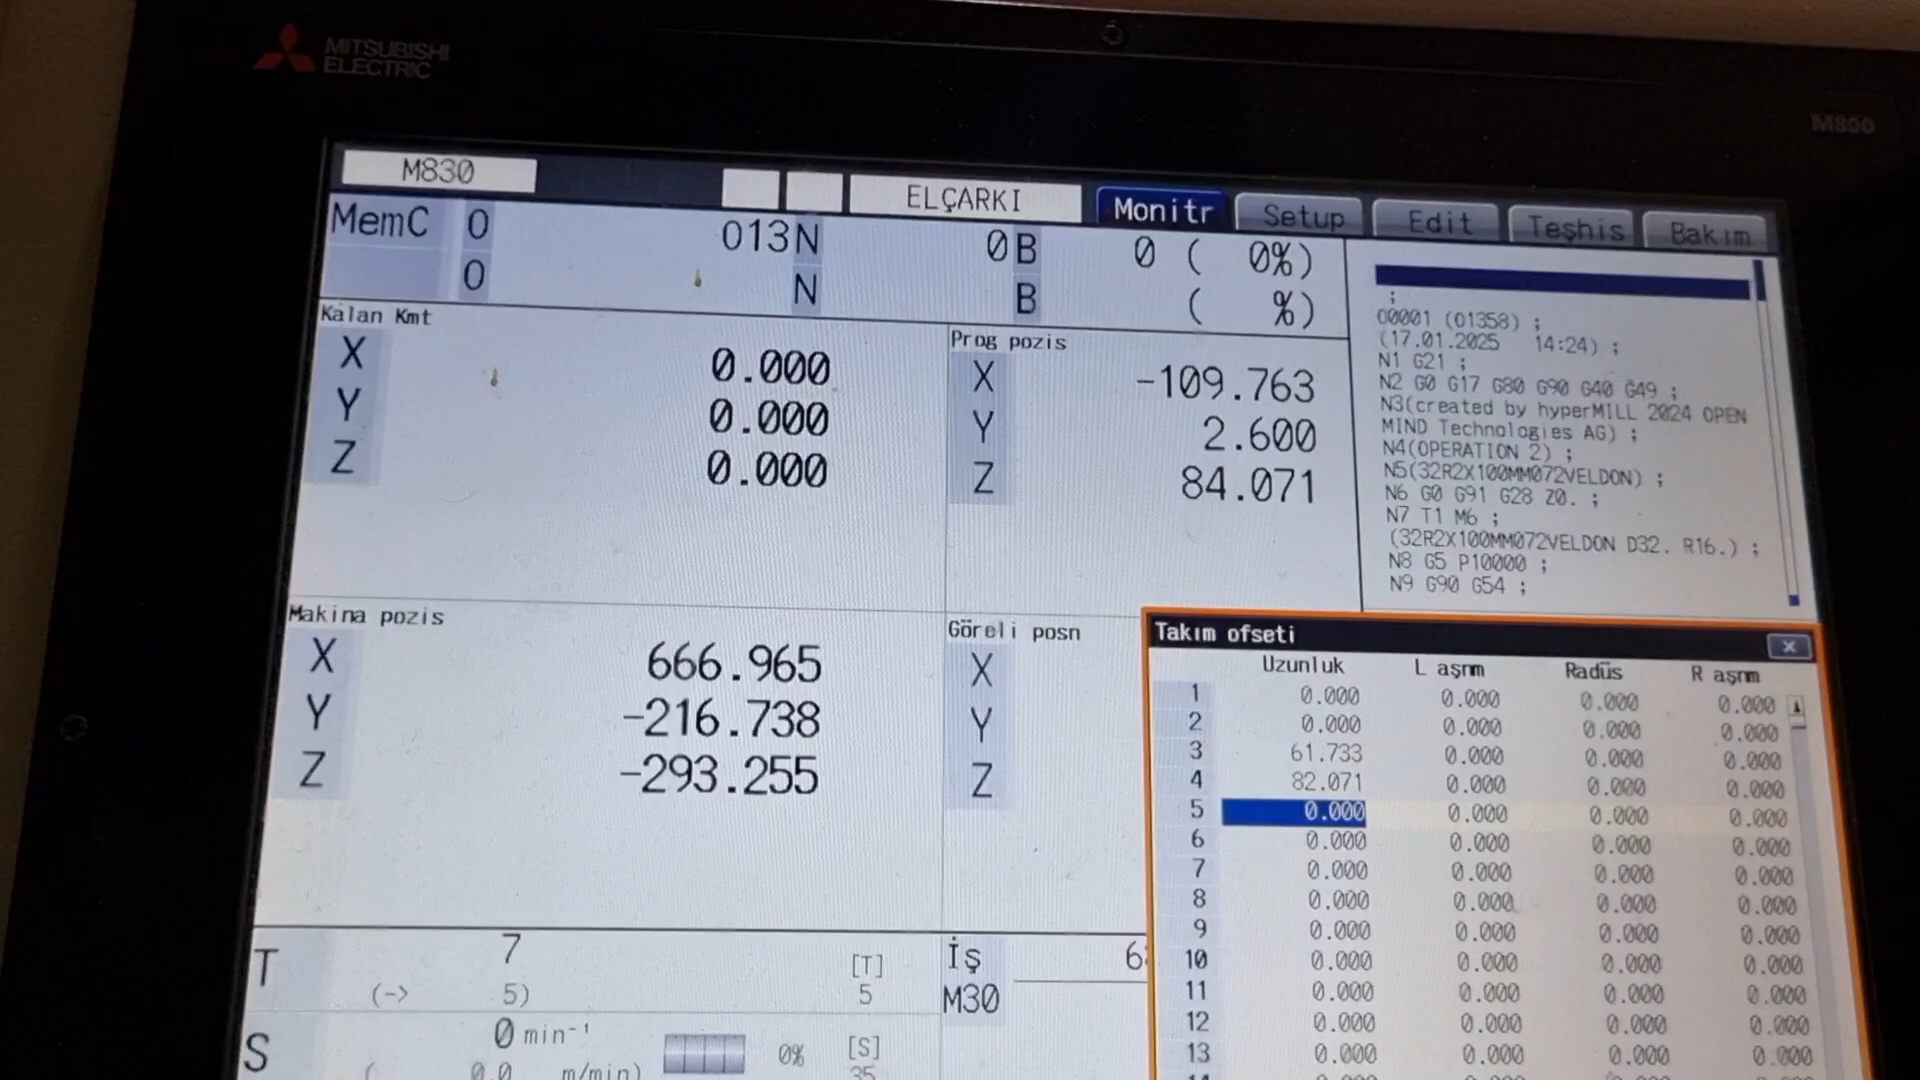 MITSUBISHI
ELECTRIC
M800
M830
ELÇARKI
Monitr
Setup
Edit
Teşhis
Bakım
MemC O 013 N 0 B 0 ( 0%)
O N B ( %)
Kalan Kmt
X 0.000
Y 0.000
Z 0.000
Prog pozis
X -109.763
Y 2.600
Z 84.071
;
O0001 (O1358) ;
(17.01.2025 14:24) ;
N1 G21 ;
N2 G0 G17 G80 G90 G40 G49 ;
N3(created by hyperMILL 2024 OPEN
MIND Technologies AG) ;
N4(OPERATION 2) ;
N5(32R2X100MM072VELDON) ;
N6 G0 G91 G28 Z0. ;
N7 T1 M6 ;
(32R2X100MM072VELDON D32. R16.) ;
N8 G5 P10000 ;
N9 G90 G54 ;
Makina pozis
X 666.965
Y -216.738
Z -293.255
Göreli posn
X
Y
Z
Takım ofseti
x
Uzunluk L aşnm Radüs R aşnm
1 0.000 0.000 0.000 0.000
2 0.000 0.000 0.000 0.000
3 61.733 0.000 0.000 0.000
4 82.071 0.000 0.000 0.000
5 0.000 0.000 0.000 0.000
6 0.000 0.000 0.000 0.000
7 0.000 0.000 0.000 0.000
8 0.000 0.000 0.000 0.000
9 0.000 0.000 0.000 0.000
10 0.000 0.000 0.000 0.000
11 0.000 0.000 0.000 0.000
12 0.000 0.000 0.000 0.000
13 0.000 0.000 0.000 0.000
T 7 [T]
(-> 5) 5
İş
M30
S 0 min⁻¹ 0% [S]
( 0.0 m/min) 35